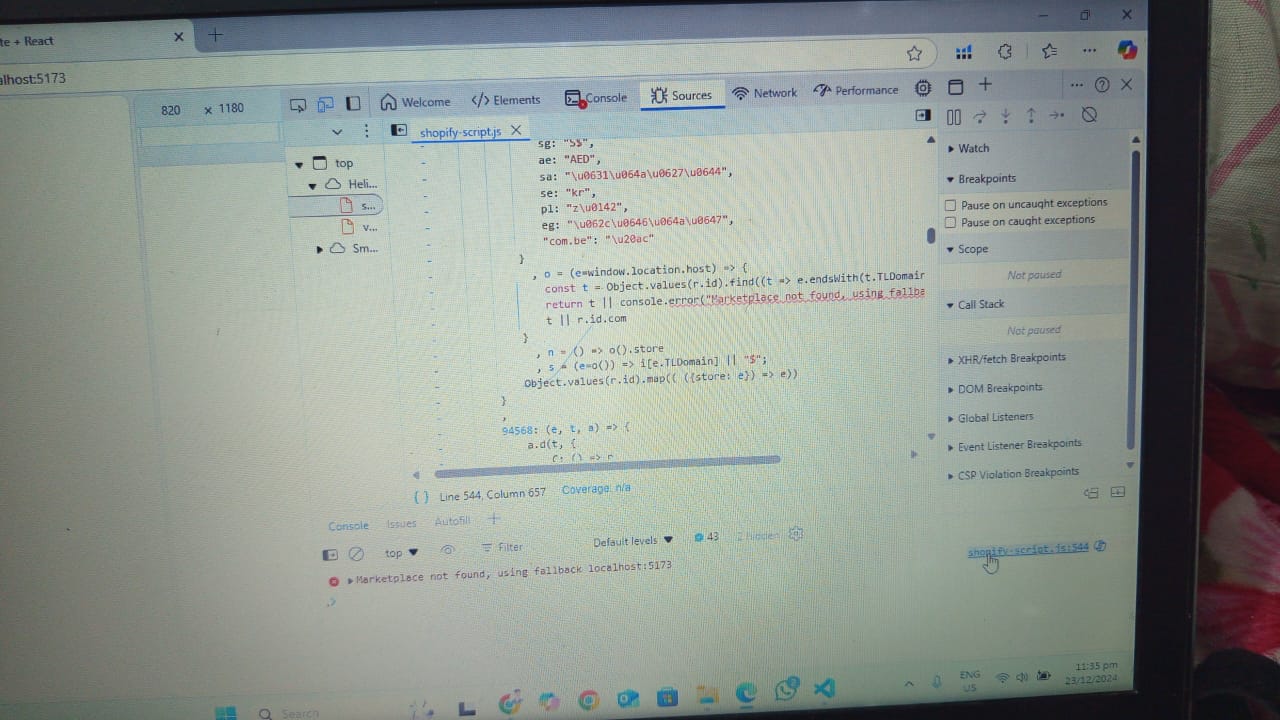 te + React
alhost:5173
820 × 1180
Welcome
Elements
Console
Sources
Network
Performance
shopify-script.js
top
Heli...
s...
v...
Sm...
sg: "S$",
ae: "AED",
sa: "\u0631\u064a\u0627\u0644",
se: "kr",
pl: "z\u0142",
eg: "\u062c\u0646\u064a\u0647",
"com.be": "\u20ac"
}
, o = (e=window.location.host) => {
const t = Object.values(r.id).find((t => e.endsWith(t.TLDomain
return t || console.error("Marketplace not found, using fallba
t || r.id.com
}
, n = () => o().store
, s = (e=o()) => i[e.TLDomain] || "$";
Object.values(r.id).map(( ({store: e}) => e))
}
,
94568: (e, t, a) => {
a.d(t, {
C: () => r
{ } Line 544, Column 657 Coverage: n/a
Watch
Breakpoints
Pause on uncaught exceptions
Pause on caught exceptions
Scope
Not paused
Call Stack
Not paused
XHR/fetch Breakpoints
DOM Breakpoints
Global Listeners
Event Listener Breakpoints
CSP Violation Breakpoints
Console Issues Autofill
top Filter Default levels 43 2 hidden
Marketplace not found, using fallback localhost:5173
shopify-script.js:544
Search
ENG
US
11:35 pm
23/12/2024